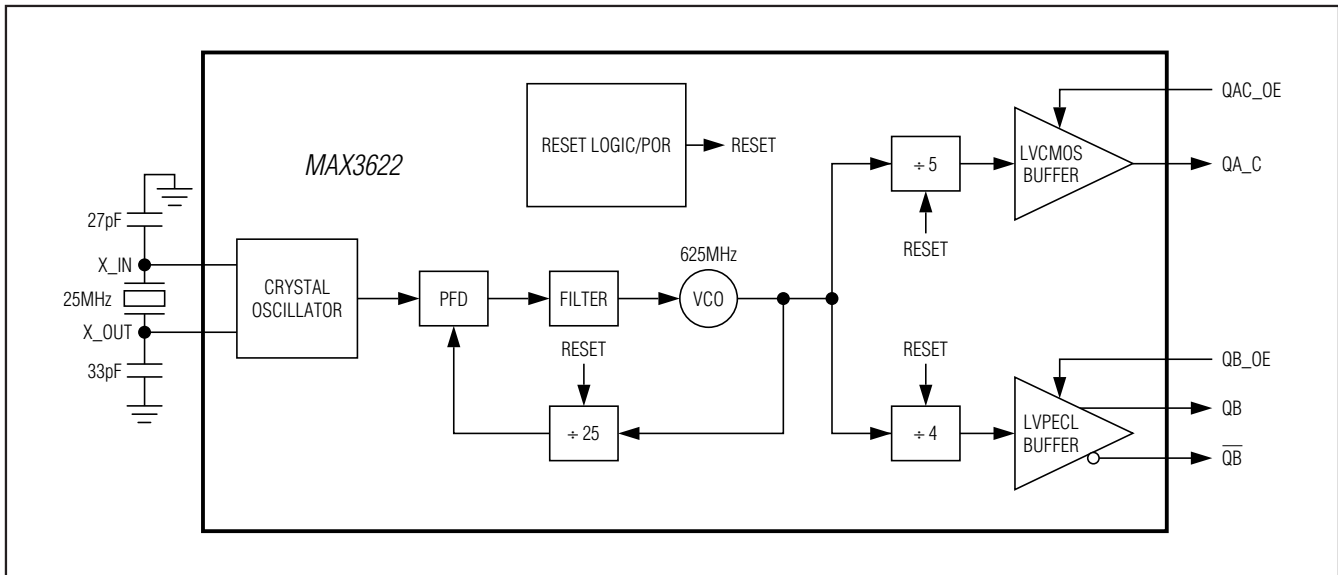 MAX3622
RESET LOGIC/POR
RESET
QAC_OE
LVCMOS
BUFFER
QA_C
÷ 5
RESET
27pF
X_IN
25MHz
X_OUT
33pF
CRYSTAL
OSCILLATOR
PFD
FILTER
625MHz
VCO
RESET
÷ 25
RESET
÷ 4
LVPECL
BUFFER
QB_OE
QB
Q̅B̅